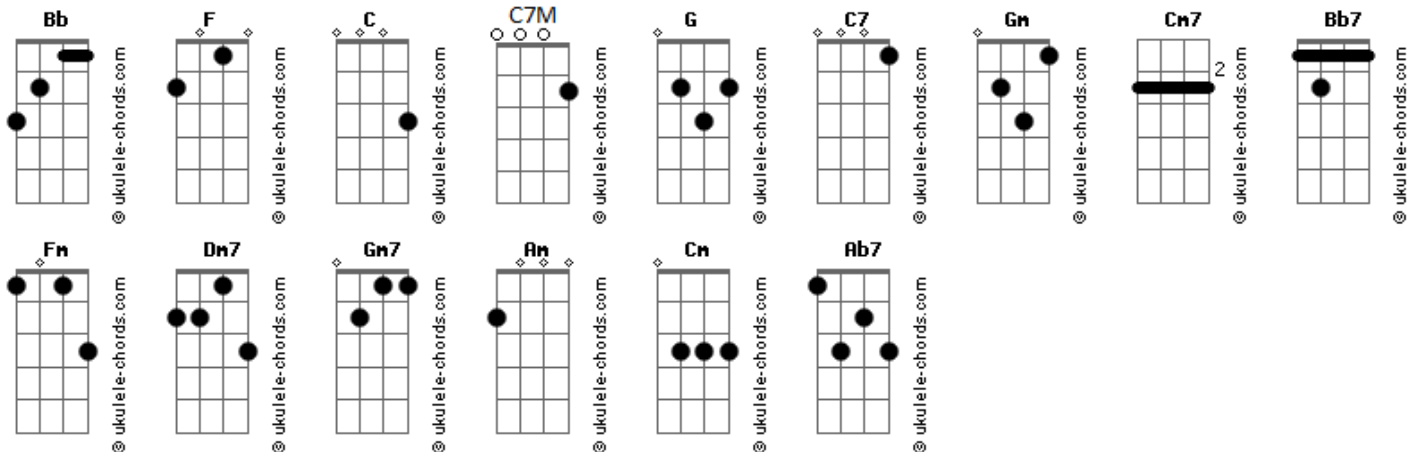 Bb F C C7M G C7 Gm Cm7 Bb7
2
© ukulele-chords.com © ukulele-chords.com © ukulele-chords.com © ukulele-chords.com © ukulele-chords.com © ukulele-chords.com © ukulele-chords.com © ukulele-chords.com © ukulele-chords.com
Fm Dm7 Gm7 Am Cm Ab7
© ukulele-chords.com © ukulele-chords.com © ukulele-chords.com © ukulele-chords.com © ukulele-chords.com © ukulele-chords.com